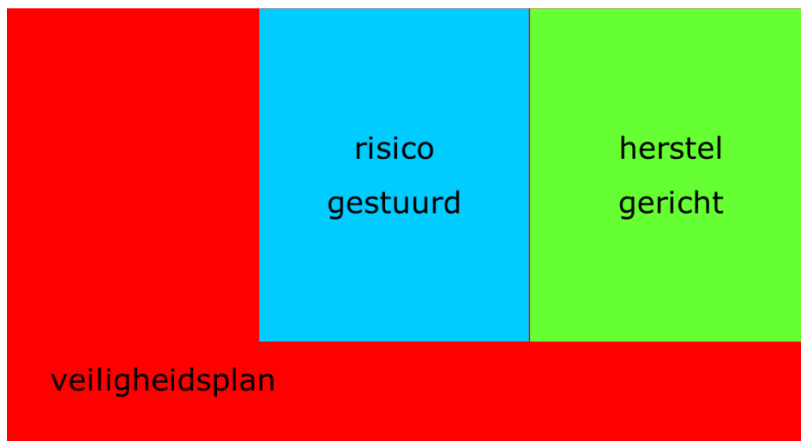 risico
gestuurd
herstel
gericht
veiligheidsplan